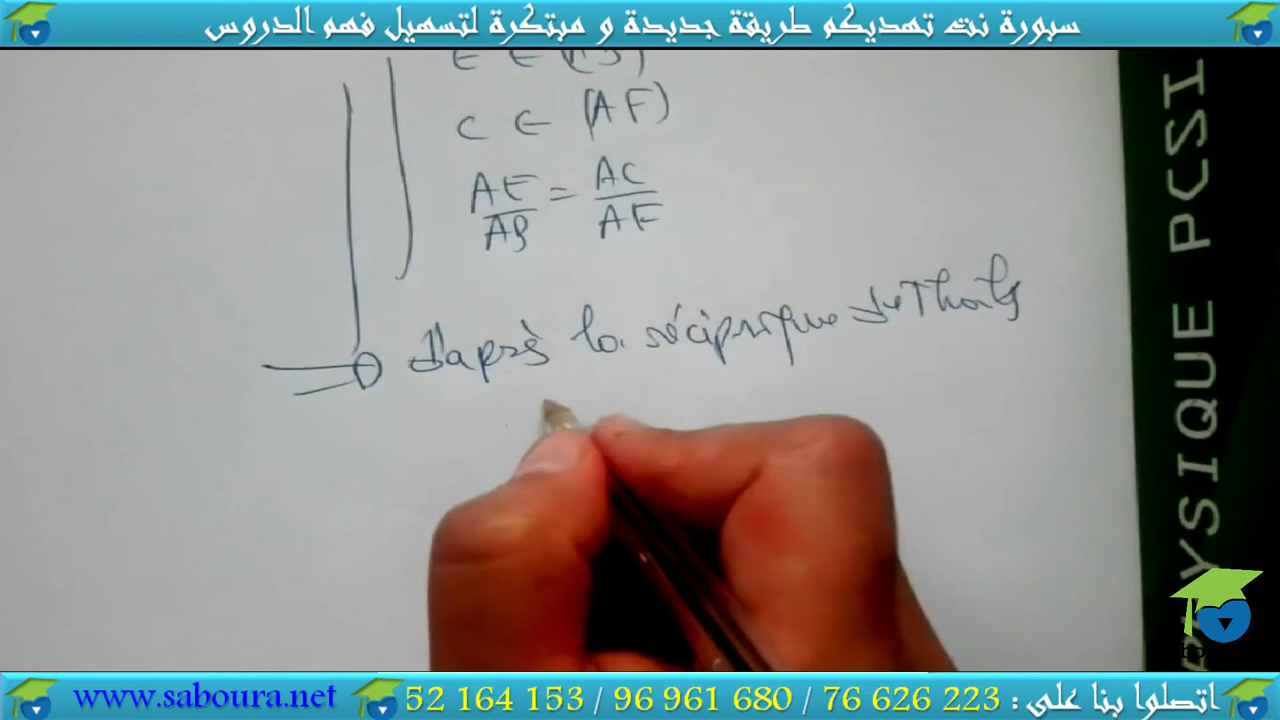 سبورة نت تهديكم طريقة جديدة و مبتكرة لتسهيل فهم الدروس
C ∈ (AF)
AE/AB = AC/AF
d'après la réciproque de Thalès
PHYSIQUE PCSI
www.saboura.net
52 164 153 / 96 961 680 / 76 626 223 : اتصلوا بنا على